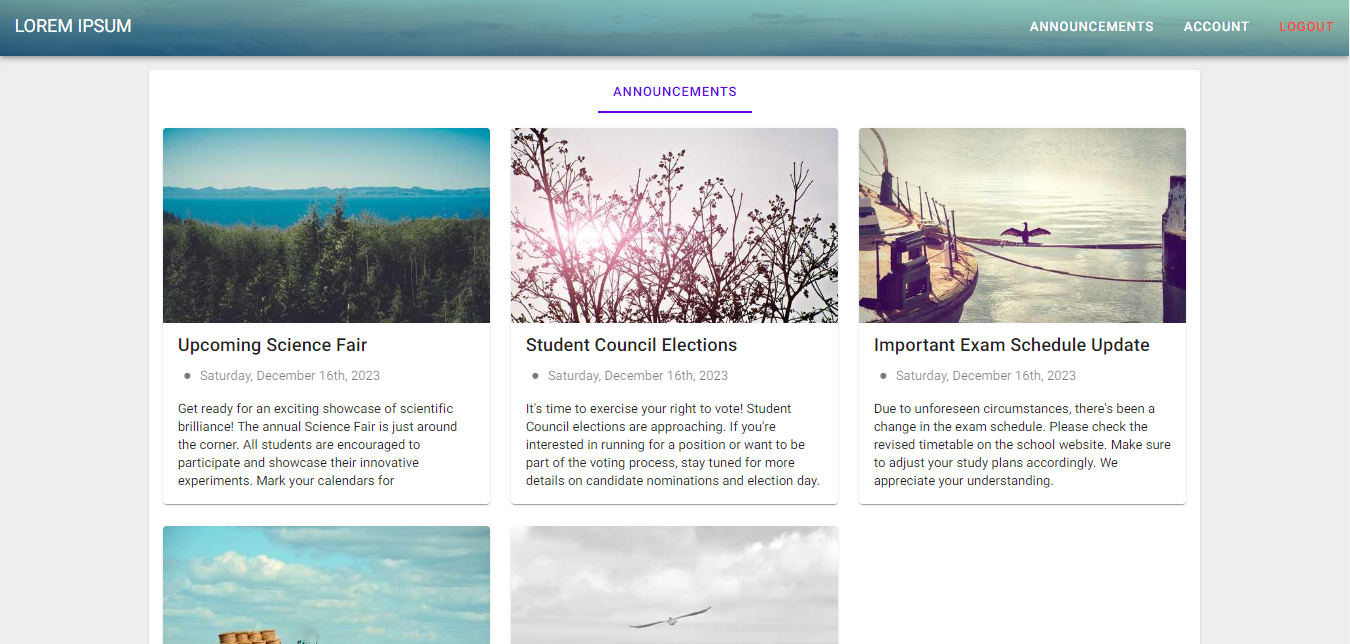 LOREM IPSUM
ANNOUNCEMENTS
ACCOUNT
LOGOUT
ANNOUNCEMENTS
Upcoming Science Fair
Saturday, December 16th, 2023
Get ready for an exciting showcase of scientific
brilliance! The annual Science Fair is just around
the corner. All students are encouraged to
participate and showcase their innovative
experiments. Mark your calendars for
Student Council Elections
Saturday, December 16th, 2023
It's time to exercise your right to vote! Student
Council elections are approaching. If you're
interested in running for a position or want to be
part of the voting process, stay tuned for more
details on candidate nominations and election day.
Important Exam Schedule Update
Saturday, December 16th, 2023
Due to unforeseen circumstances, there's been a
change in the exam schedule. Please check the
revised timetable on the school website. Make sure
to adjust your study plans accordingly. We
appreciate your understanding.